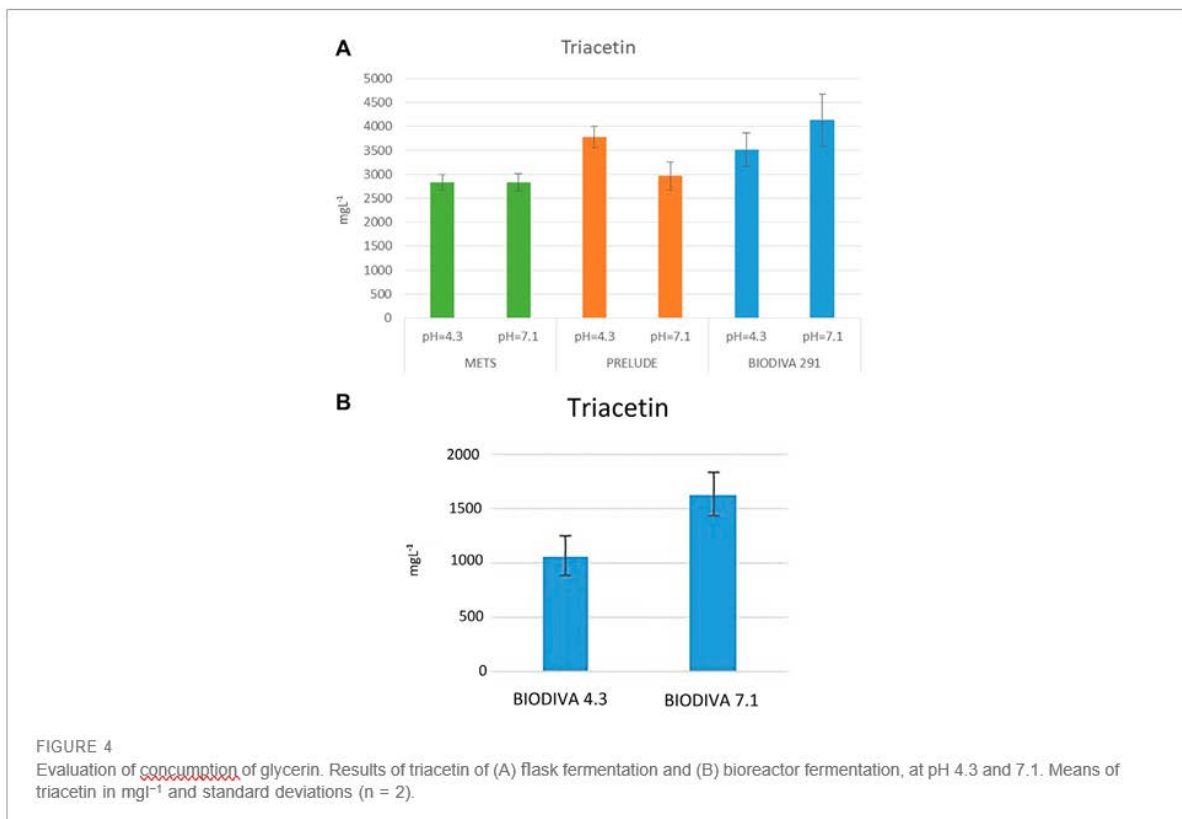 A
Triacetin
5000
4500
4000
3500
3000
2500
2000
1500
1000
500
0
mgL⁻¹
pH=4.3 pH=7.1 pH=4.3 pH=7.1 pH=4.3 pH=7.1
METS PRELUDE BIODIVA 291
B
Triacetin
2000
1500
1000
500
0
mgL⁻¹
BIODIVA 4.3 BIODIVA 7.1
FIGURE 4
Evaluation of concumption of glycerin. Results of triacetin of (A) flask fermentation and (B) bioreactor fermentation, at pH 4.3 and 7.1. Means of
triacetin in mgl⁻¹ and standard deviations (n = 2).